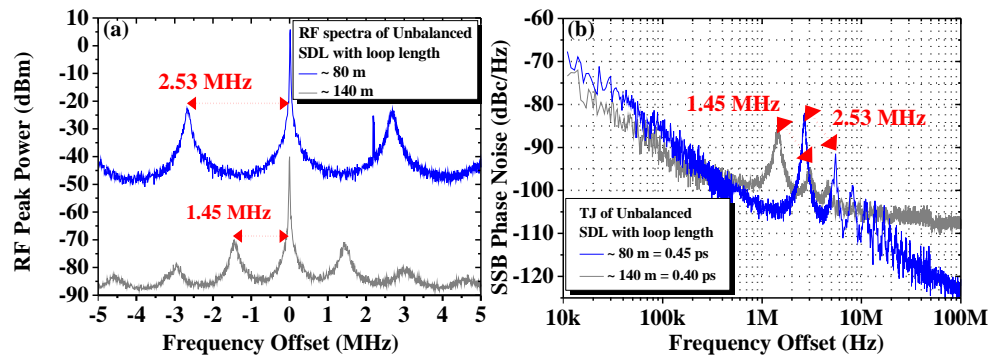 (a)
RF spectra of Unbalanced
SDL with loop length
~ 80 m
~ 140 m
2.53 MHz
1.45 MHz
10
0
-10
-20
-30
-40
-50
-60
-70
-80
-90
RF Peak Power (dBm)
-5 -4 -3 -2 -1 0 1 2 3 4 5
Frequency Offset (MHz)
(b)
1.45 MHz
2.53 MHz
TJ of Unbalanced
SDL with loop length
~ 80 m = 0.45 ps
~ 140 m = 0.40 ps
-60
-70
-80
-90
-100
-110
-120
SSB Phase Noise (dBc/Hz)
10k 100k 1M 10M 100M
Frequency Offset (Hz)